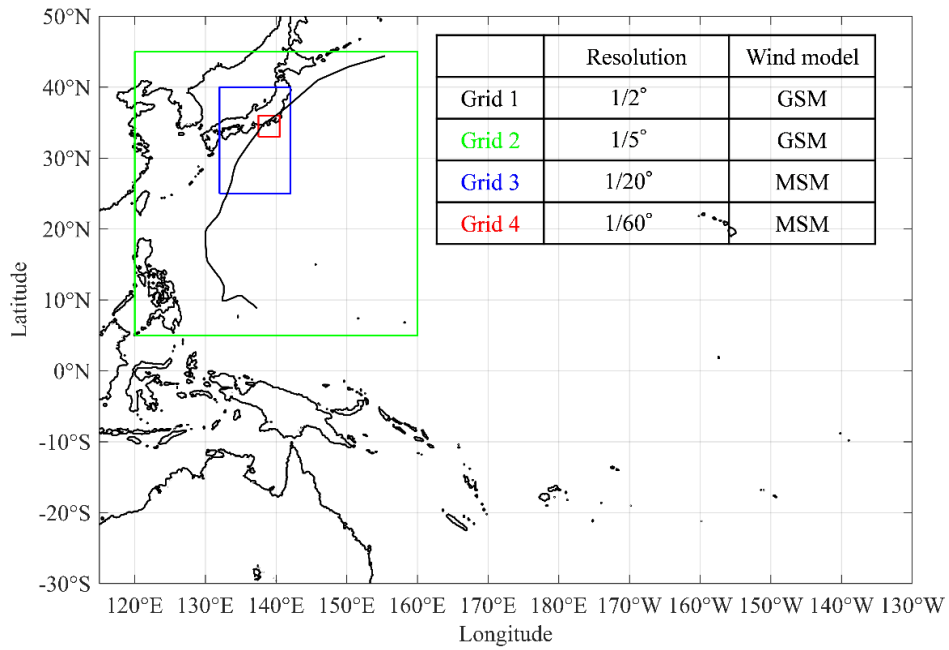 50°N
40°N
30°N
20°N
10°N
0°N
-10°S
-20°S
-30°S
Latitude
Resolution Wind model
Grid 1 1/2° GSM
Grid 2 1/5° GSM
Grid 3 1/20° MSM
Grid 4 1/60° MSM
120°E 130°E 140°E 150°E 160°E 170°E 180°E 170°W 160°W 150°W 140°W 130°W
Longitude